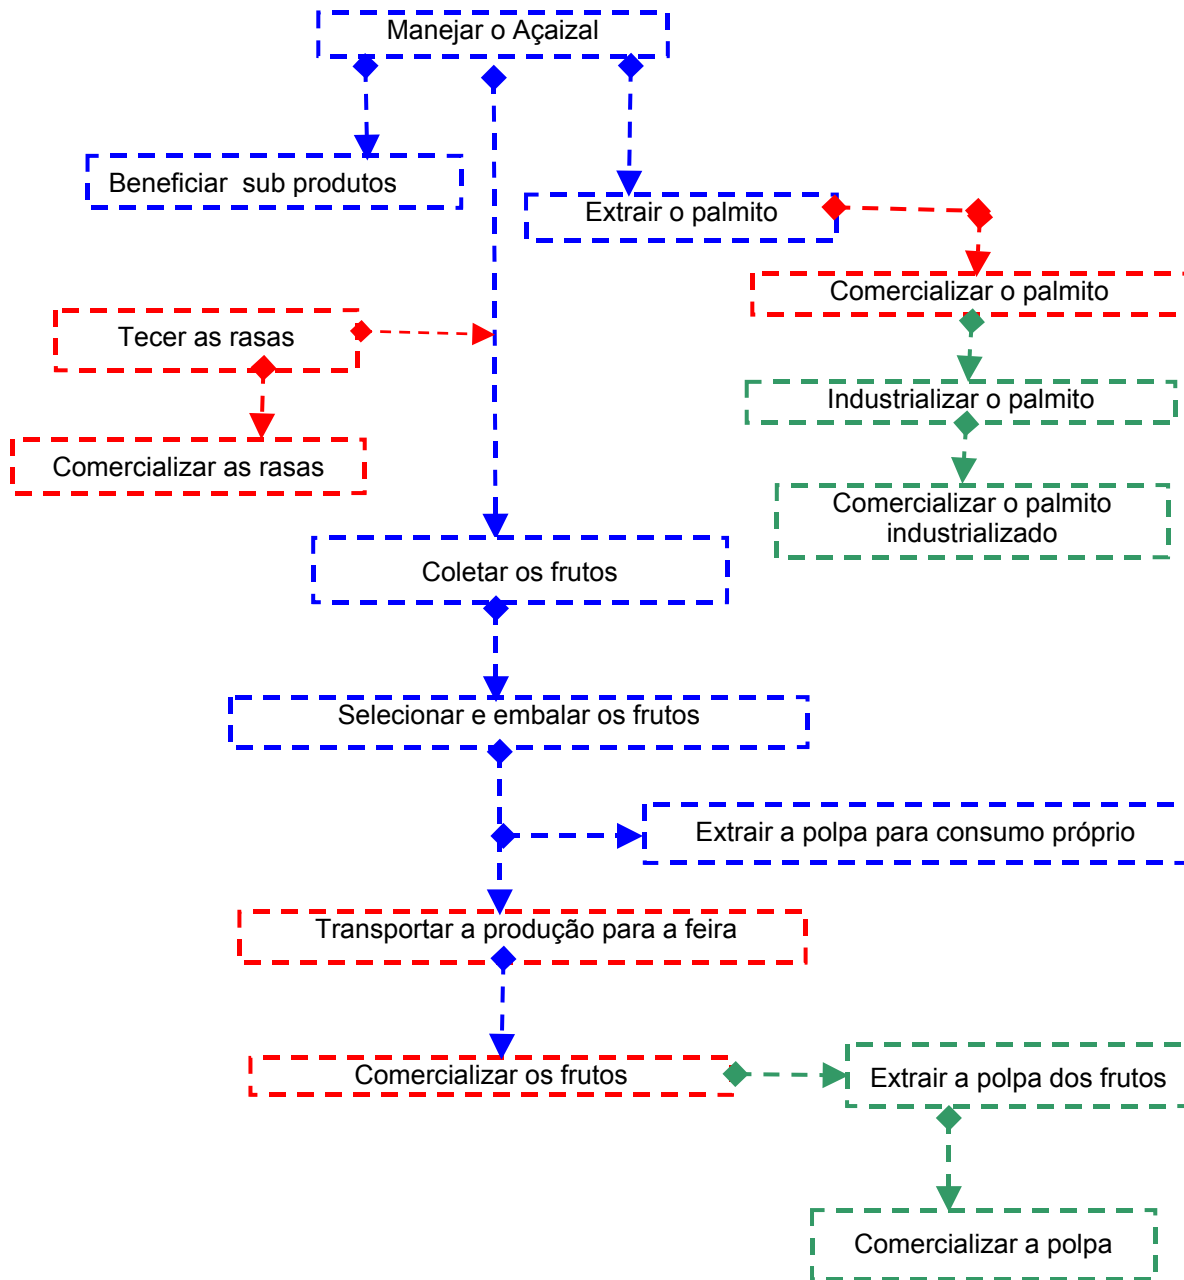 Manejar o Açaizal
Beneficiar sub produtos
Extrair o palmito
Comercializar o palmito
Tecer as rasas
Industrializar o palmito
Comercializar as rasas
Comercializar o palmito
industrializado
Coletar os frutos
Selecionar e embalar os frutos
Extrair a polpa para consumo próprio
Transportar a produção para a feira
Comercializar os frutos
Extrair a polpa dos frutos
Comercializar a polpa